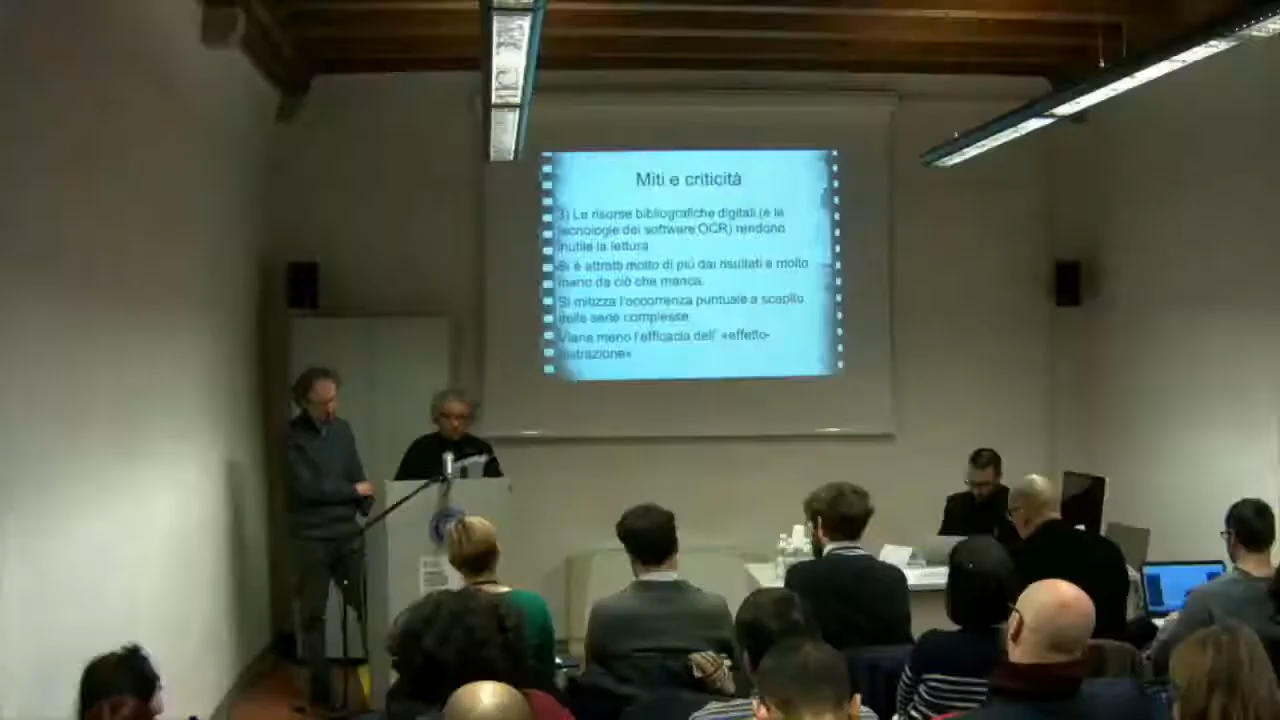 Miti e criticità
3) Le risorse bibliografiche digitali (e le
tecnologie dei software OCR) rendono
inutile la lettura
Si è attratti molto di più dai risultati e molto
meno da ciò che manca.
Si mitizza l'occorrenza puntuale a scapito
delle serie complesse
Viene meno l'efficacia dell' «effetto-